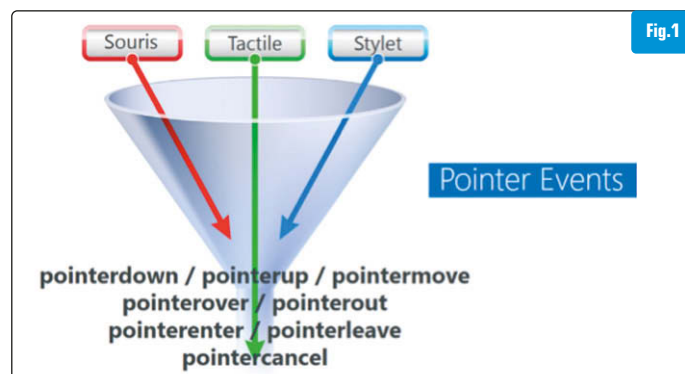 Fig.1
Souris Tactile Stylet
Pointer Events
pointerdown / pointerup / pointermove
pointerover / pointerout
pointerenter / pointerleave
pointercancel